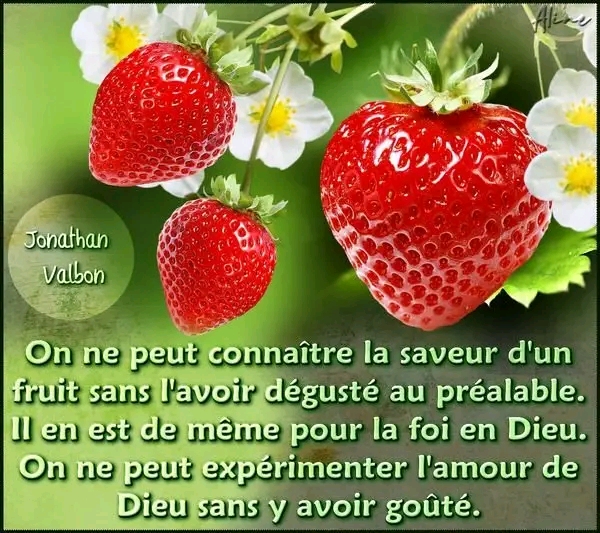 Aline
Jonathan
Valbon
On ne peut connaître la saveur d'un
fruit sans l'avoir dégusté au préalable.
Il en est de même pour la foi en Dieu.
On ne peut expérimenter l'amour de
Dieu sans y avoir goûté.